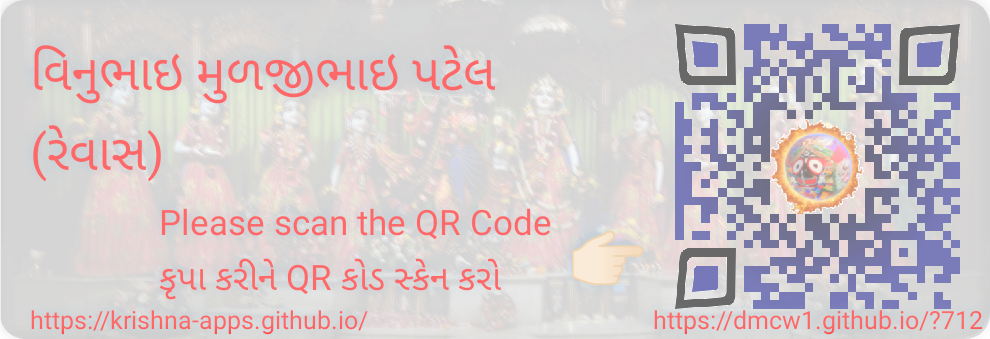 વિનુભાઇ મુળજીભાઇ પટેલ
(રેવાસ)
Please scan the QR Code
કૃપા કરીને QR કોડ સ્કેન કરો
https://krishna-apps.github.io/
https://dmcw1.github.io/?712